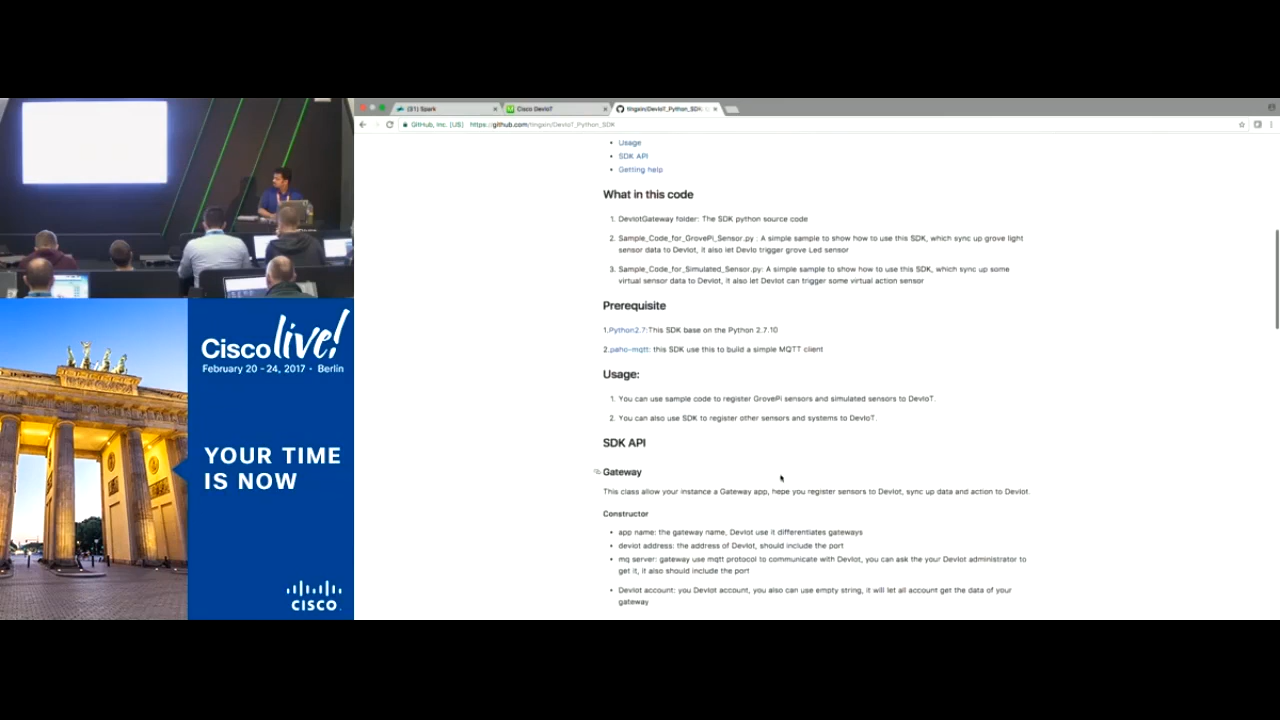 (31) Spark
Cisco DevIoT
tingxin/DevIoT_Python_SDK:
GitHub, Inc. [US]
https://github.com/tingxin/DevIoT_Python_SDK
Usage
SDK API
Getting help
What in this code
1. DevIotGateway folder: The SDK python source code
2. Sample_Code_for_GrovePi_Sensor.py : A simple sample to show how to use this SDK, which sync up grove light
sensor data to DevIot, it also let DevIo trigger grove Led sensor
3. Sample_Code_for_Simulated_Sensor.py: A simple sample to show how to use this SDK, which sync up some
virtual sensor data to DevIot, it also let DevIot can trigger some virtual action sensor
Prerequisite
1.Python2.7:This SDK base on the Python 2.7.10
2.paho-mqtt: this SDK use this to build a simple MQTT client
Usage:
1. You can use sample code to register GrovePi sensors and simulated sensors to DevIoT.
2. You can also use SDK to register other sensors and systems to DevIoT.
SDK API
Gateway
This class allow your instance a Gateway app, hepe you register sensors to DevIot, sync up data and action to DevIot.
Constructor
app name: the gateway name, DevIot use it differentiates gateways
deviot address: the address of DevIot, should include the port
mq server: gateway use mqtt protocol to communicate with DevIot, you can ask the your DevIot administrator to
get it, it also should include the port
DevIot account: you DevIot account, you also can use empty string, it will let all account get the data of your
gateway
Cisco live!
February 20 - 24, 2017 • Berlin
YOUR TIME
IS NOW
CISCO